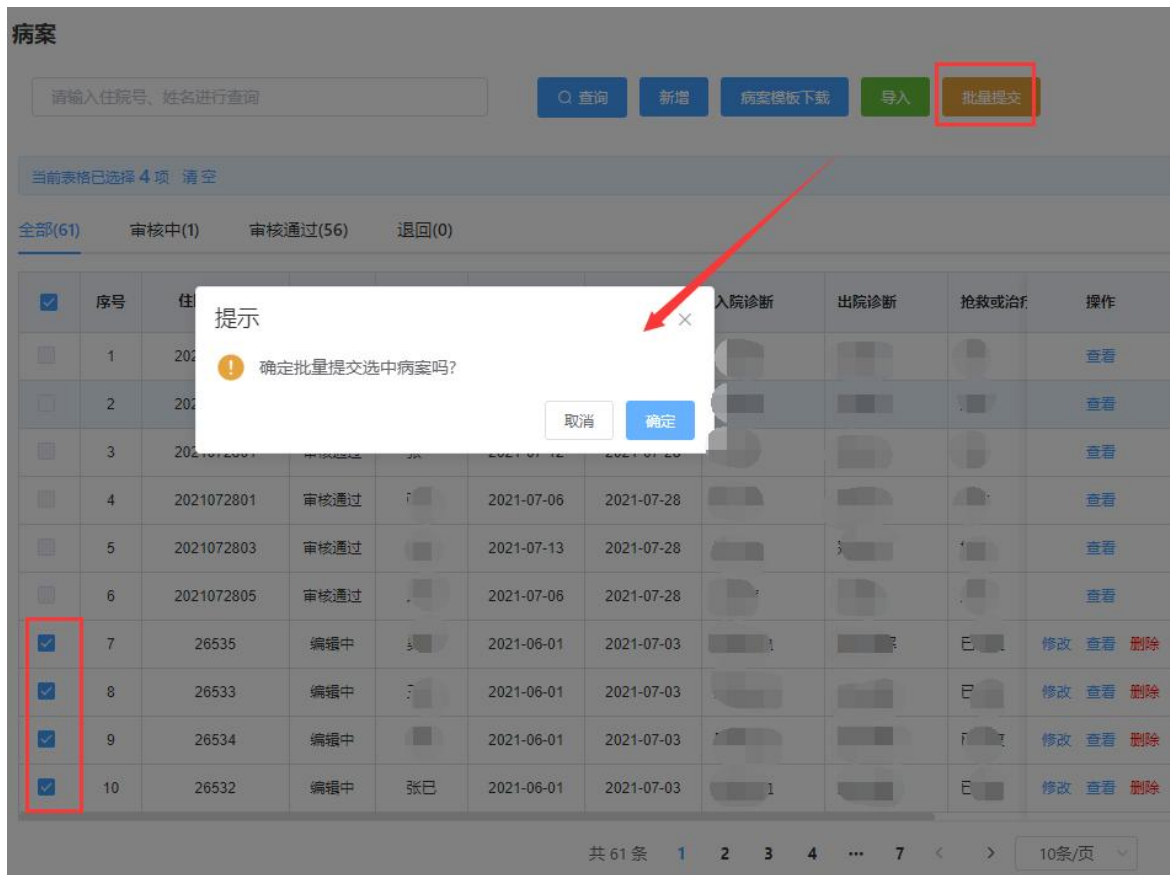 病案
请输入住院号、姓名进行查询 查询 新增 病案模板下载 导入 批量提交
当前表格已选择 4 项 清空
全部(61) 审核中(1) 审核通过(56) 退回(0)
序号 住 入院诊断 出院诊断 抢救或治疗 操作
提示
确定批量提交选中病案吗?
取消 确定
1 202 查看
2 202 查看
3 查看
4 2021072801 审核通过 2021-07-06 2021-07-28 查看
5 2021072803 审核通过 2021-07-13 2021-07-28 查看
6 2021072805 审核通过 2021-07-06 2021-07-28 查看
7 26535 编辑中 2021-06-01 2021-07-03 修改 查看 删除
8 26533 编辑中 2021-06-01 2021-07-03 修改 查看 删除
9 26534 编辑中 2021-06-01 2021-07-03 修改 查看 删除
10 26532 编辑中 张巳 2021-06-01 2021-07-03 修改 查看 删除
共 61 条 1 2 3 4 ··· 7 < > 10条/页